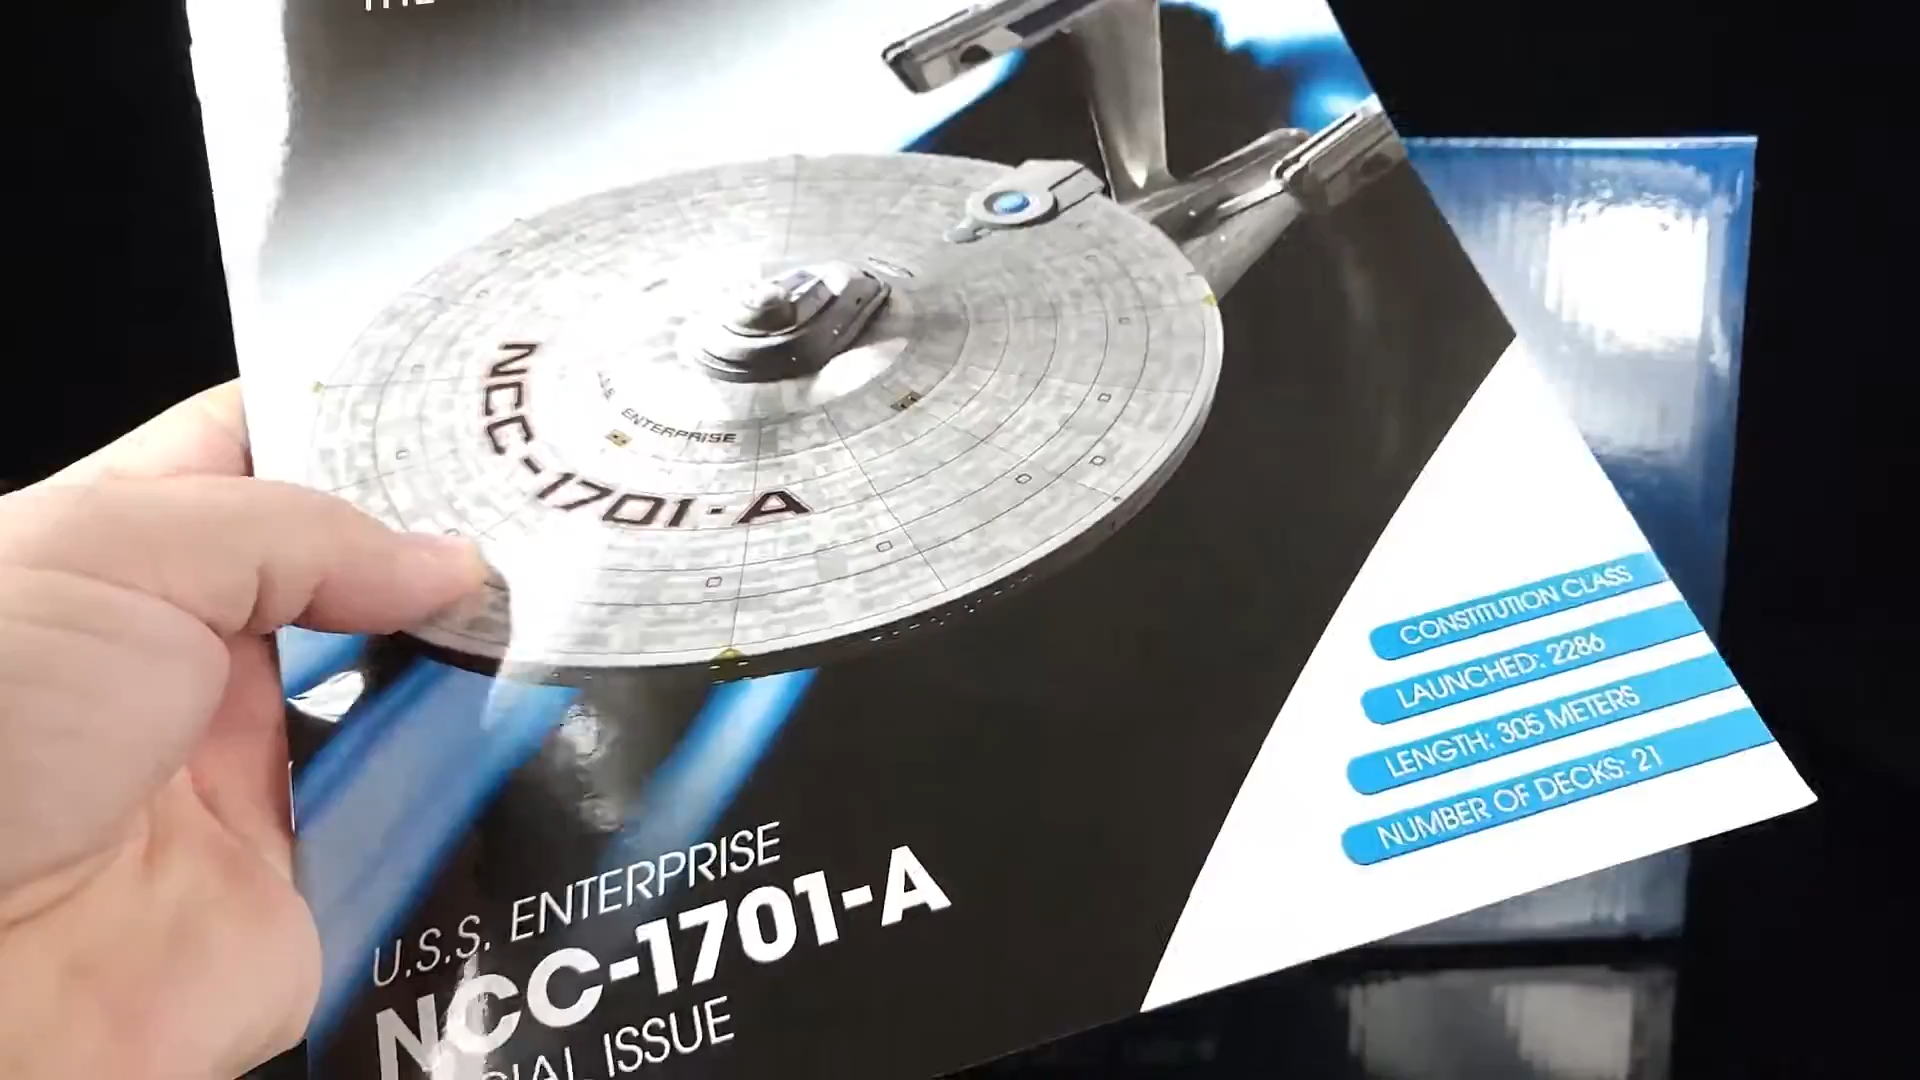 THE
NCC-1701-A
ENTERPRISE
CONSTITUTION CLASS
LAUNCHED: 2286
LENGTH: 305 METERS
NUMBER OF DECKS: 21
U.S.S. ENTERPRISE
NCC-1701-A
ISSUE